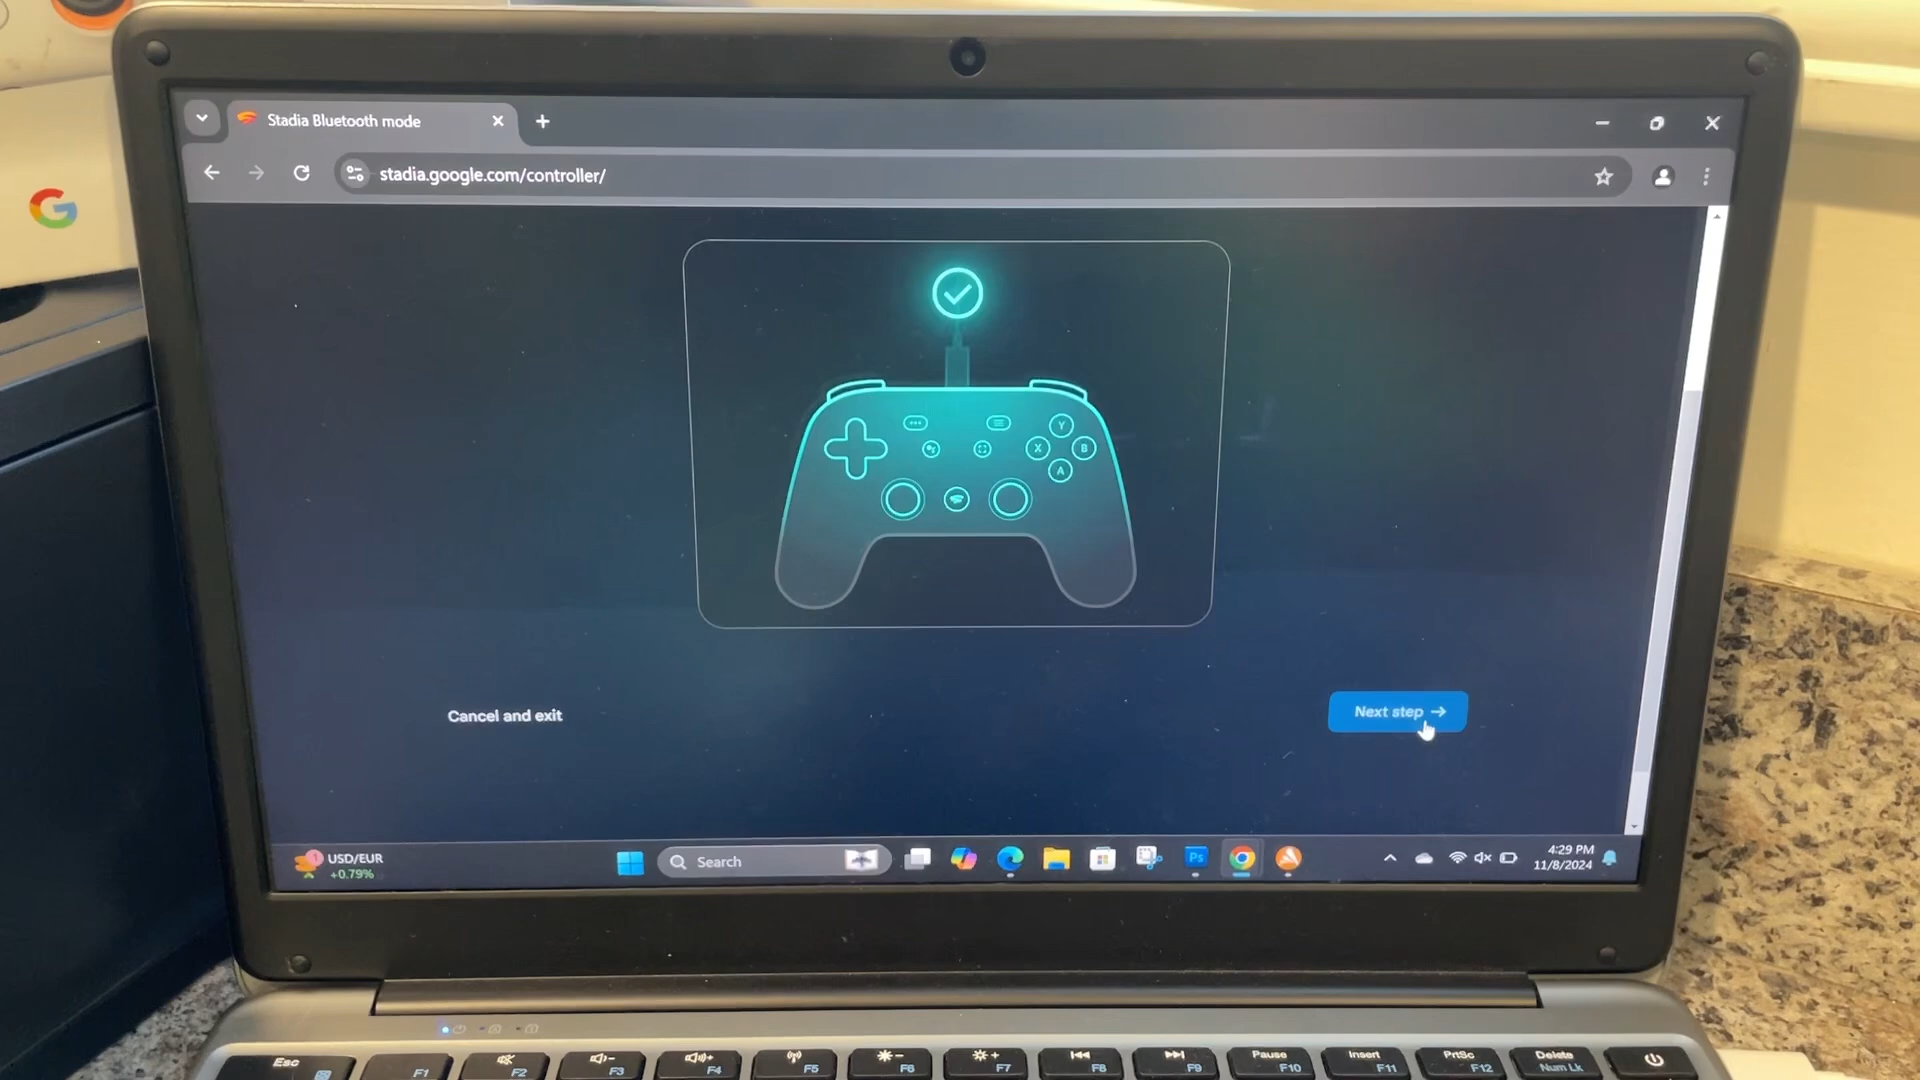 Stadia Bluetooth mode
stadia.google.com/controller/
Y
X
B
A
Cancel and exit
Next step →
USD/EUR
+0.79%
1
Search
Ps
4:29 PM
11/8/2024
G
Esc
F1
F2
F3
F4
F5
F6
F7
F8
F9
Pause
F10
Insert
F11
PrtSc
F12
Delete
Num Lk